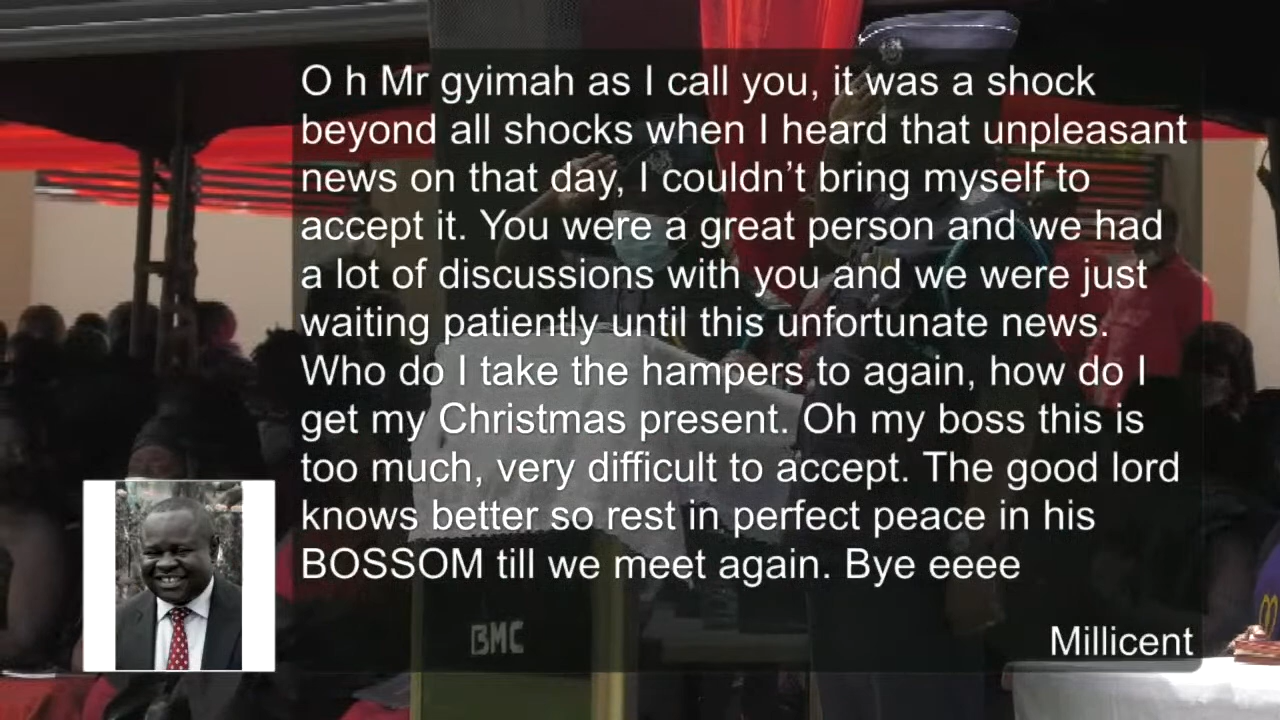 O h Mr gyimah as I call you, it was a shock
beyond all shocks when I heard that unpleasant
news on that day, I couldn’t bring myself to
accept it. You were a great person and we had
a lot of discussions with you and we were just
waiting patiently until this unfortunate news.
Who do I take the hampers to again, how do I
get my Christmas present. Oh my boss this is
too much, very difficult to accept. The good lord
knows better so rest in perfect peace in his
BOSSOM till we meet again. Bye eeee
BMC
Millicent